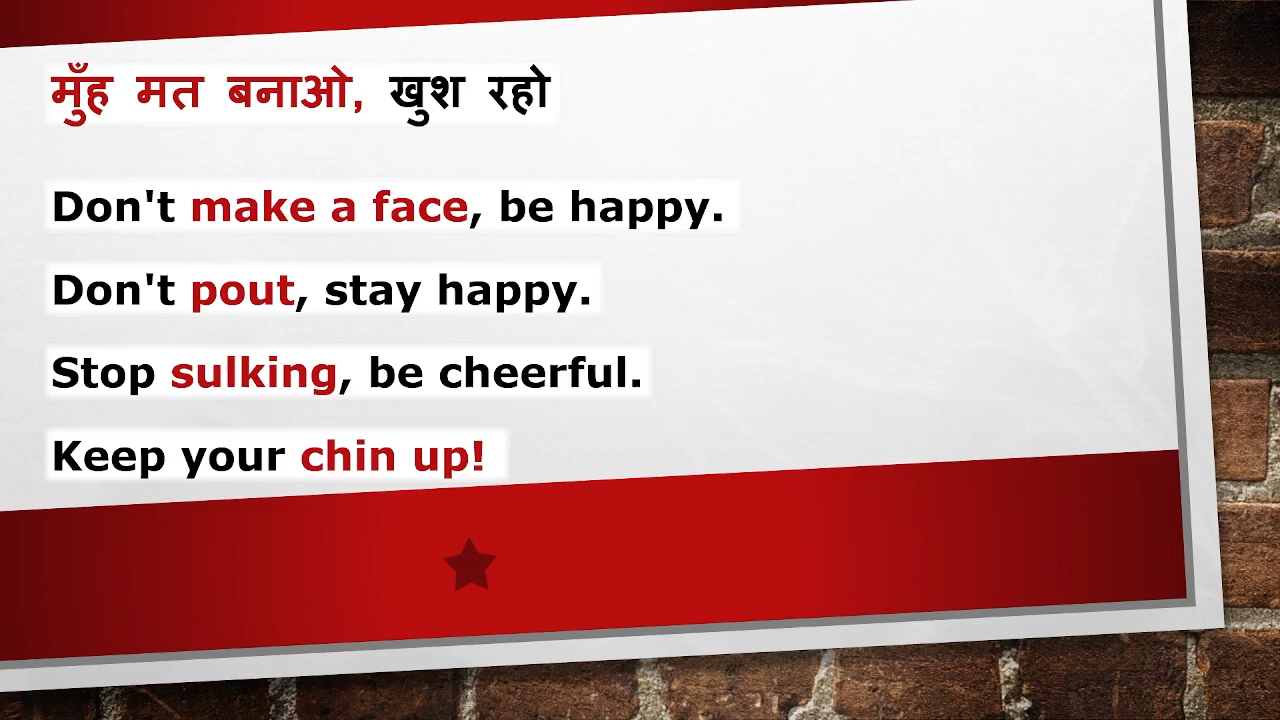 मुँह मत बनाओ, खुश रहो
Don't make a face, be happy.
Don't pout, stay happy.
Stop sulking, be cheerful.
Keep your chin up!